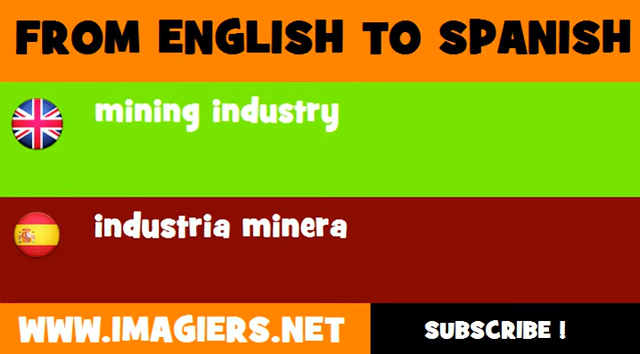 FROM ENGLISH TO SPANISH
mining industry
industria minera
WWW.IMAGIERS.NET
SUBSCRIBE !